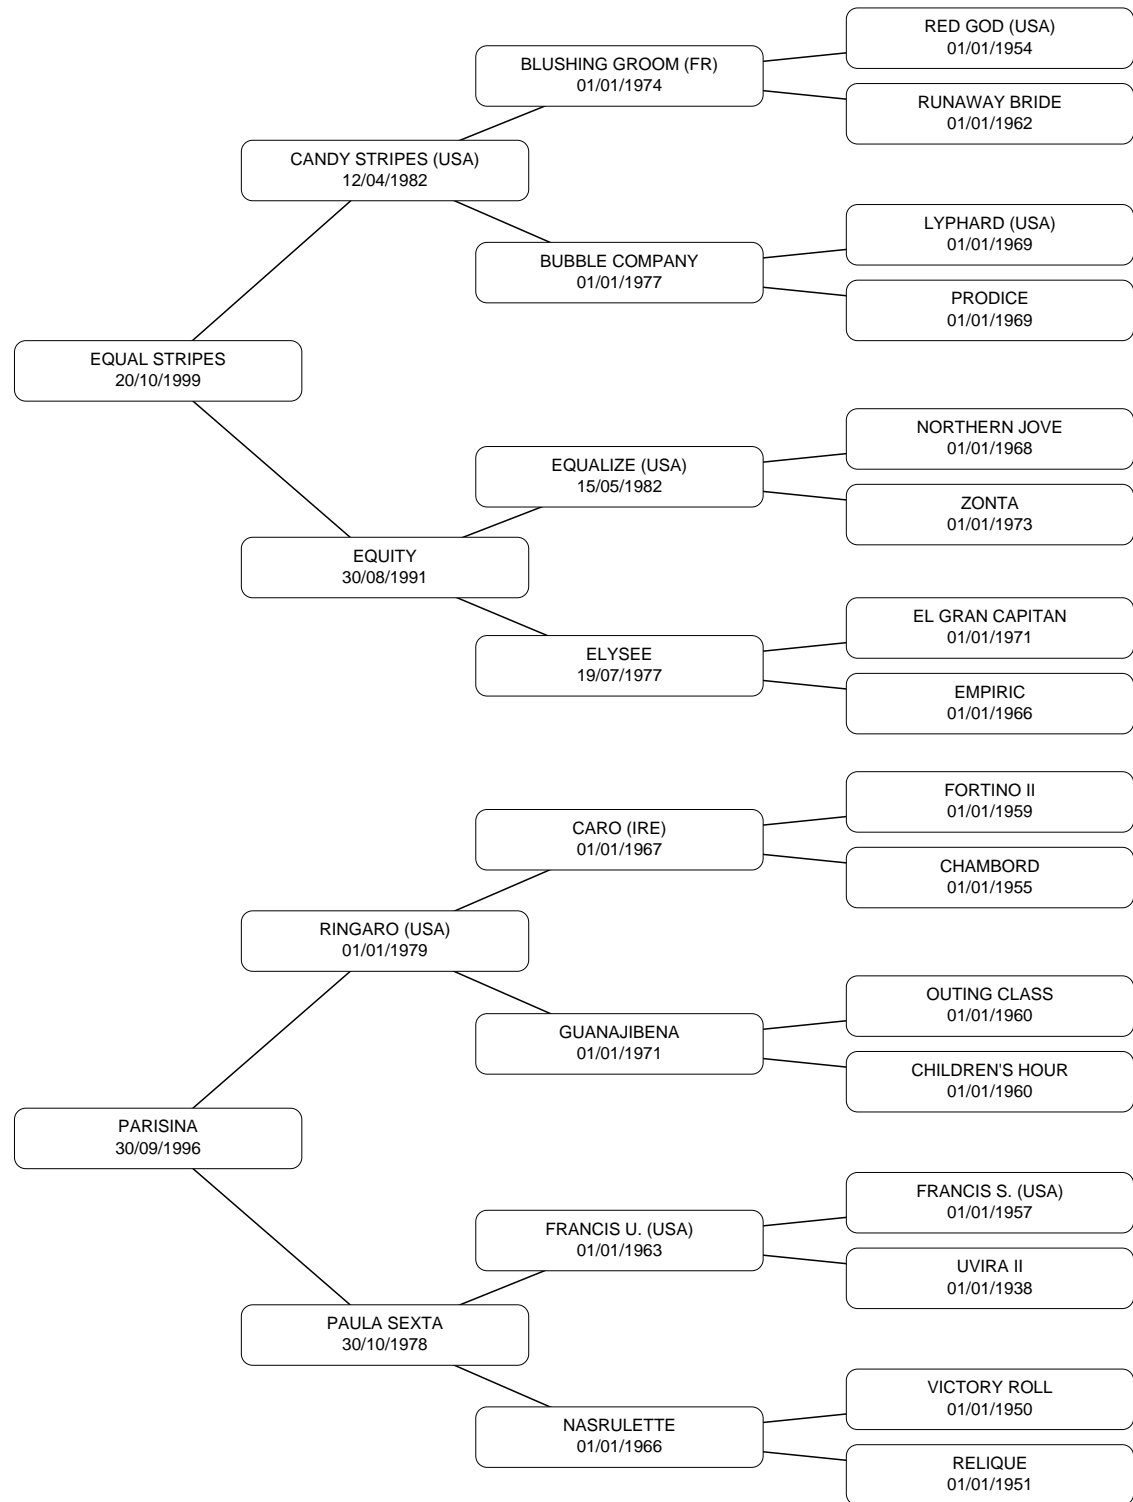 RED GOD (USA)
01/01/1954
BLUSHING GROOM (FR)
01/01/1974
RUNAWAY BRIDE
01/01/1962
CANDY STRIPES (USA)
12/04/1982
LYPHARD (USA)
01/01/1969
BUBBLE COMPANY
01/01/1977
PRODICE
01/01/1969
EQUAL STRIPES
20/10/1999
NORTHERN JOVE
01/01/1968
EQUALIZE (USA)
15/05/1982
ZONTA
01/01/1973
EQUITY
30/08/1991
EL GRAN CAPITAN
01/01/1971
ELYSEE
19/07/1977
EMPIRIC
01/01/1966
FORTINO II
01/01/1959
CARO (IRE)
01/01/1967
CHAMBORD
01/01/1955
RINGARO (USA)
01/01/1979
OUTING CLASS
01/01/1960
GUANAJIBENA
01/01/1971
CHILDREN'S HOUR
01/01/1960
PARISINA
30/09/1996
FRANCIS S. (USA)
01/01/1957
FRANCIS U. (USA)
01/01/1963
UVIRA II
01/01/1938
PAULA SEXTA
30/10/1978
VICTORY ROLL
01/01/1950
NASRULETTE
01/01/1966
RELIQUE
01/01/1951